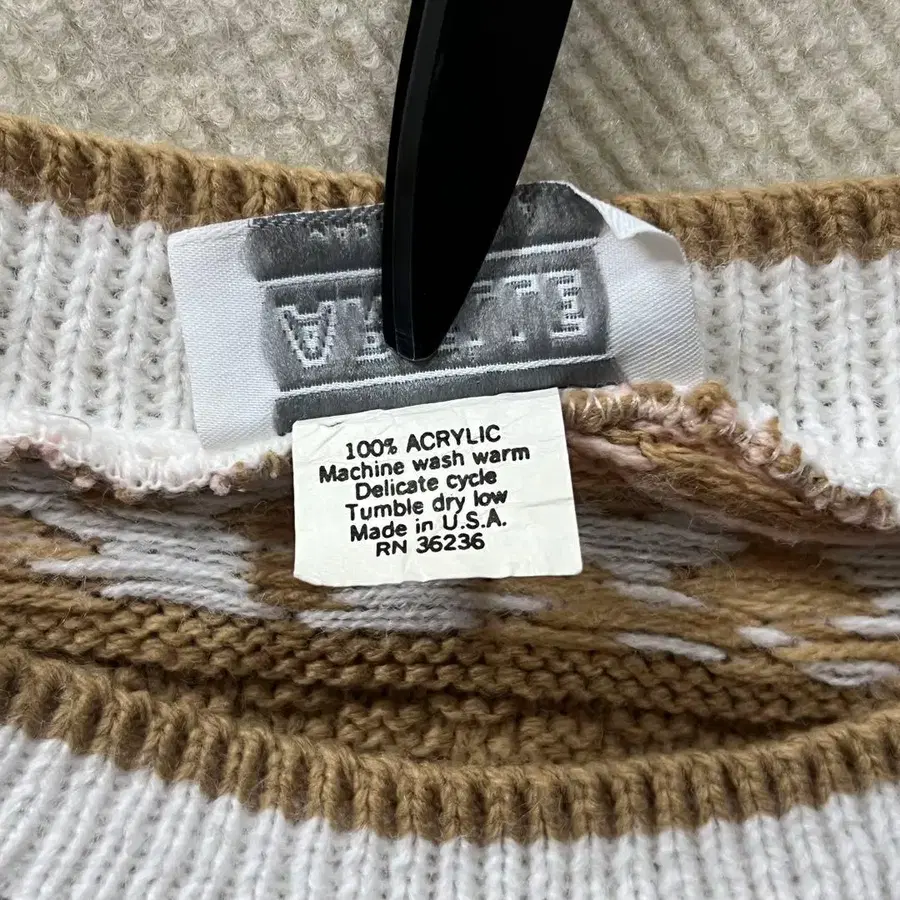 100% ACRYLIC
Machine wash warm
Delicate cycle
Tumble dry low
Made in U.S.A.
RN 36236